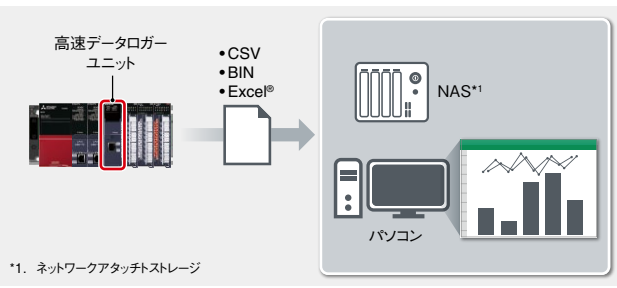 高速データロガー
ユニット
•CSV
•BIN
•Excel®
NAS*1
パソコン
*1. ネットワークアタッチトストレージ